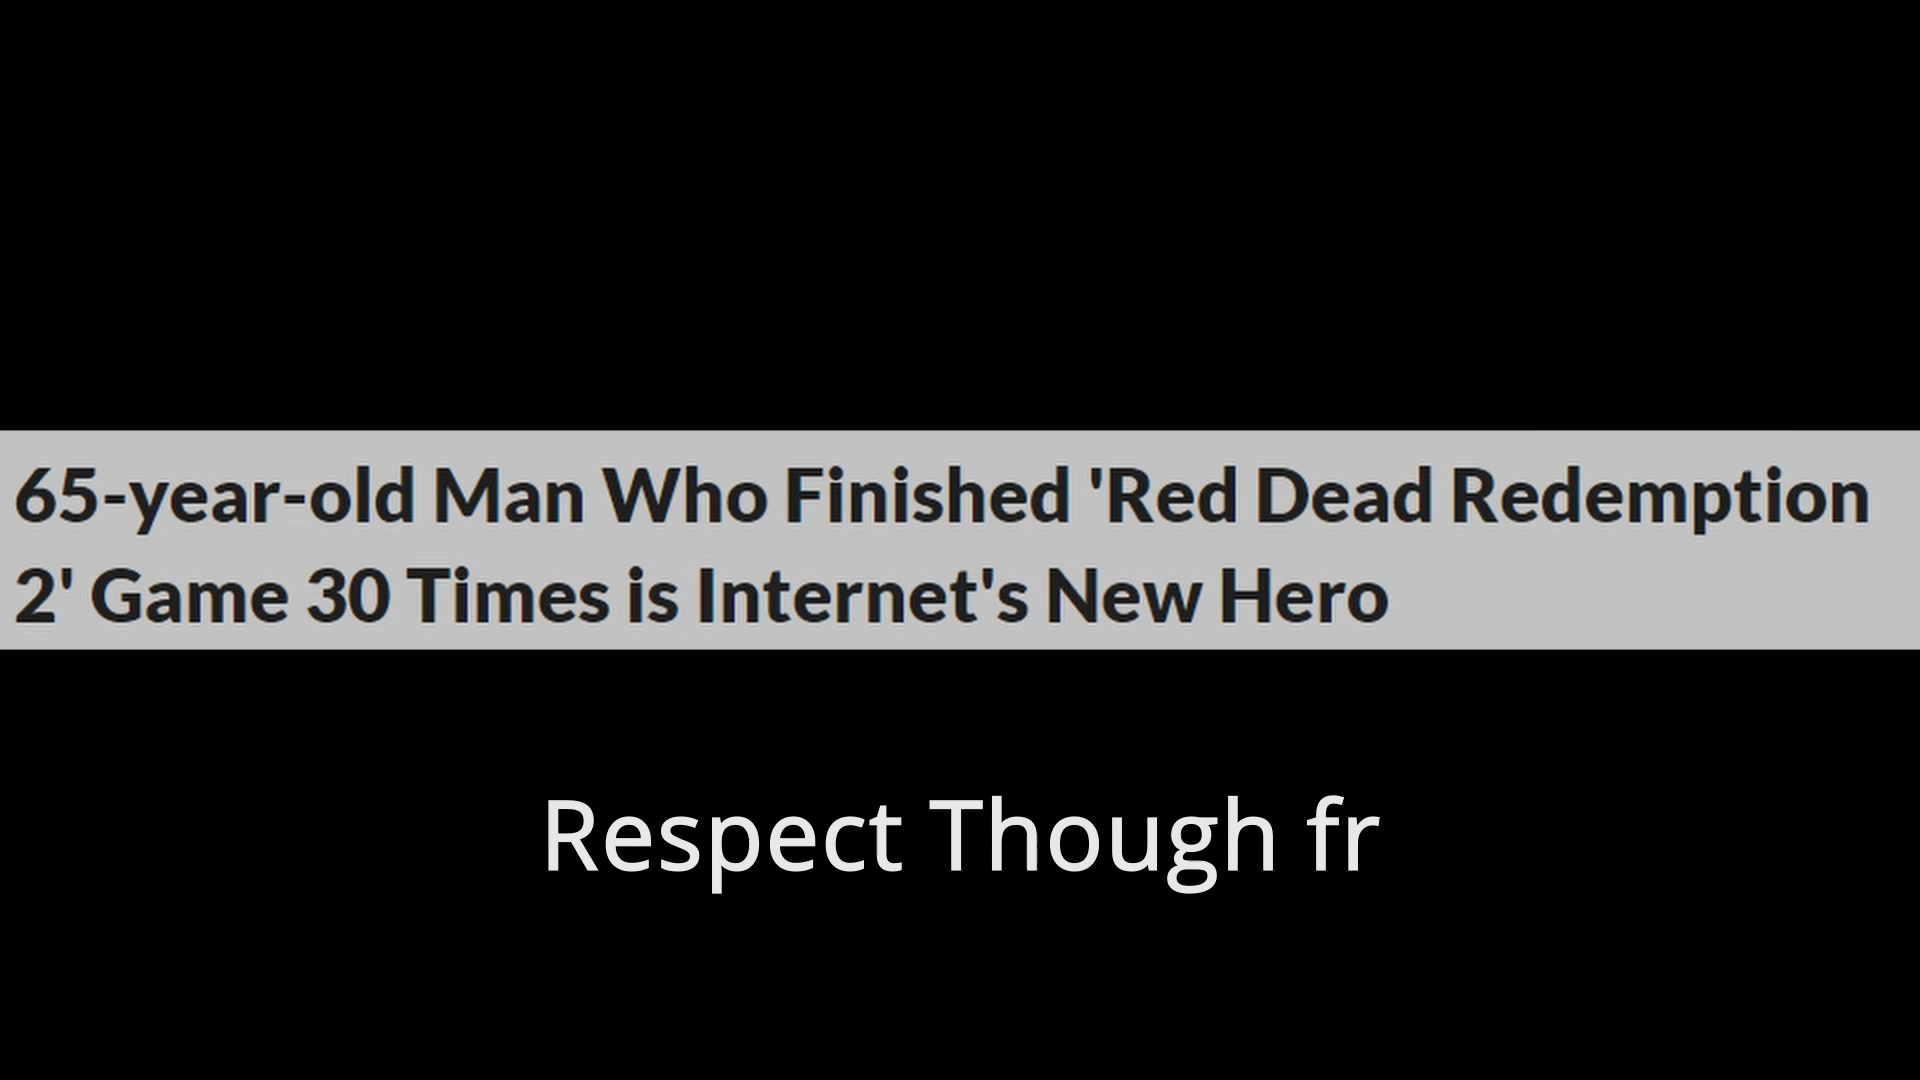 65-year-old Man Who Finished 'Red Dead Redemption
2' Game 30 Times is Internet's New Hero
Respect Though fr